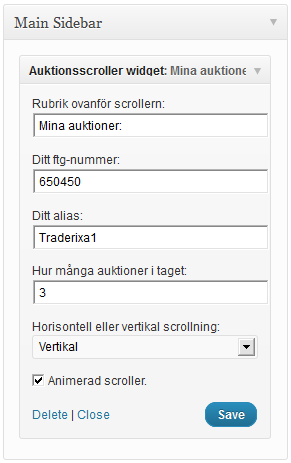 Main Sidebar
Auktionsscroller widget: Mina auktione
Rubrik ovanför scrollern:
Mina auktioner:
Ditt ftg-nummer:
650450
Ditt alias:
Traderixa1
Hur många auktioner i taget:
3
Horisontell eller vertikal scrollning:
Vertikal
Animerad scroller.
Delete | Close
Save